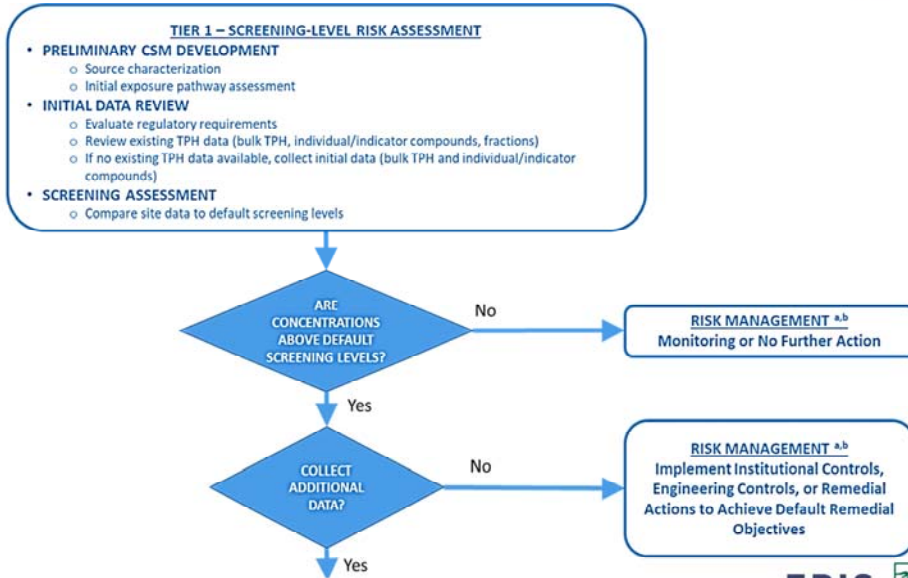 TIER 1 – SCREENING-LEVEL RISK ASSESSMENT
• PRELIMINARY CSM DEVELOPMENT
o Source characterization
o Initial exposure pathway assessment
• INITIAL DATA REVIEW
o Evaluate regulatory requirements
o Review existing TPH data (bulk TPH, individual/indicator compounds, fractions)
o If no existing TPH data available, collect initial data (bulk TPH and individual/indicator
compounds)
• SCREENING ASSESSMENT
o Compare site data to default screening levels
ARE
CONCENTRATIONS
ABOVE DEFAULT
SCREENING LEVELS?
No
RISK MANAGEMENT a,b
Monitoring or No Further Action
Yes
COLLECT
ADDITIONAL
DATA?
No
RISK MANAGEMENT a,b
Implement Institutional Controls,
Engineering Controls, or Remedial
Actions to Achieve Default Remedial
Objectives
Yes